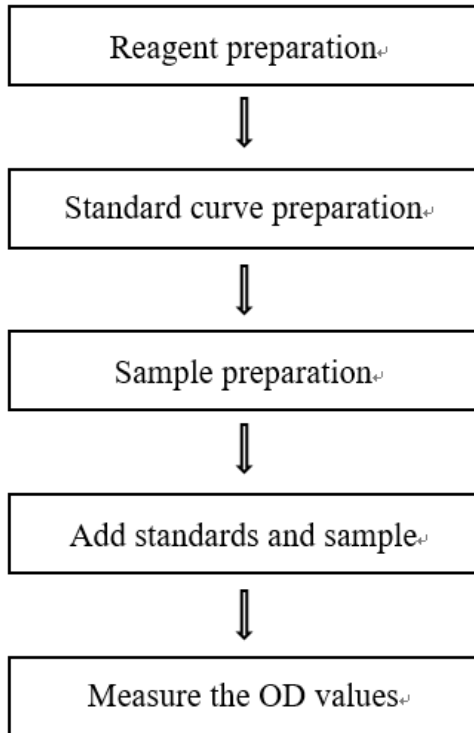 Reagent preparation
Standard curve preparation
Sample preparation
Add standards and sample
Measure the OD values